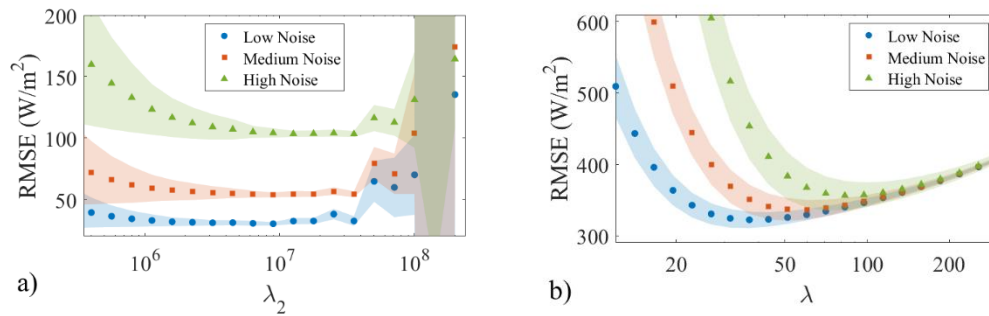 200
150
100
50
RMSE (W/m²)
Low Noise
Medium Noise
High Noise
10⁶
10⁷
10⁸
λ₂
a)
600
500
400
300
RMSE (W/m²)
Low Noise
Medium Noise
High Noise
20
50
100
200
λ
b)